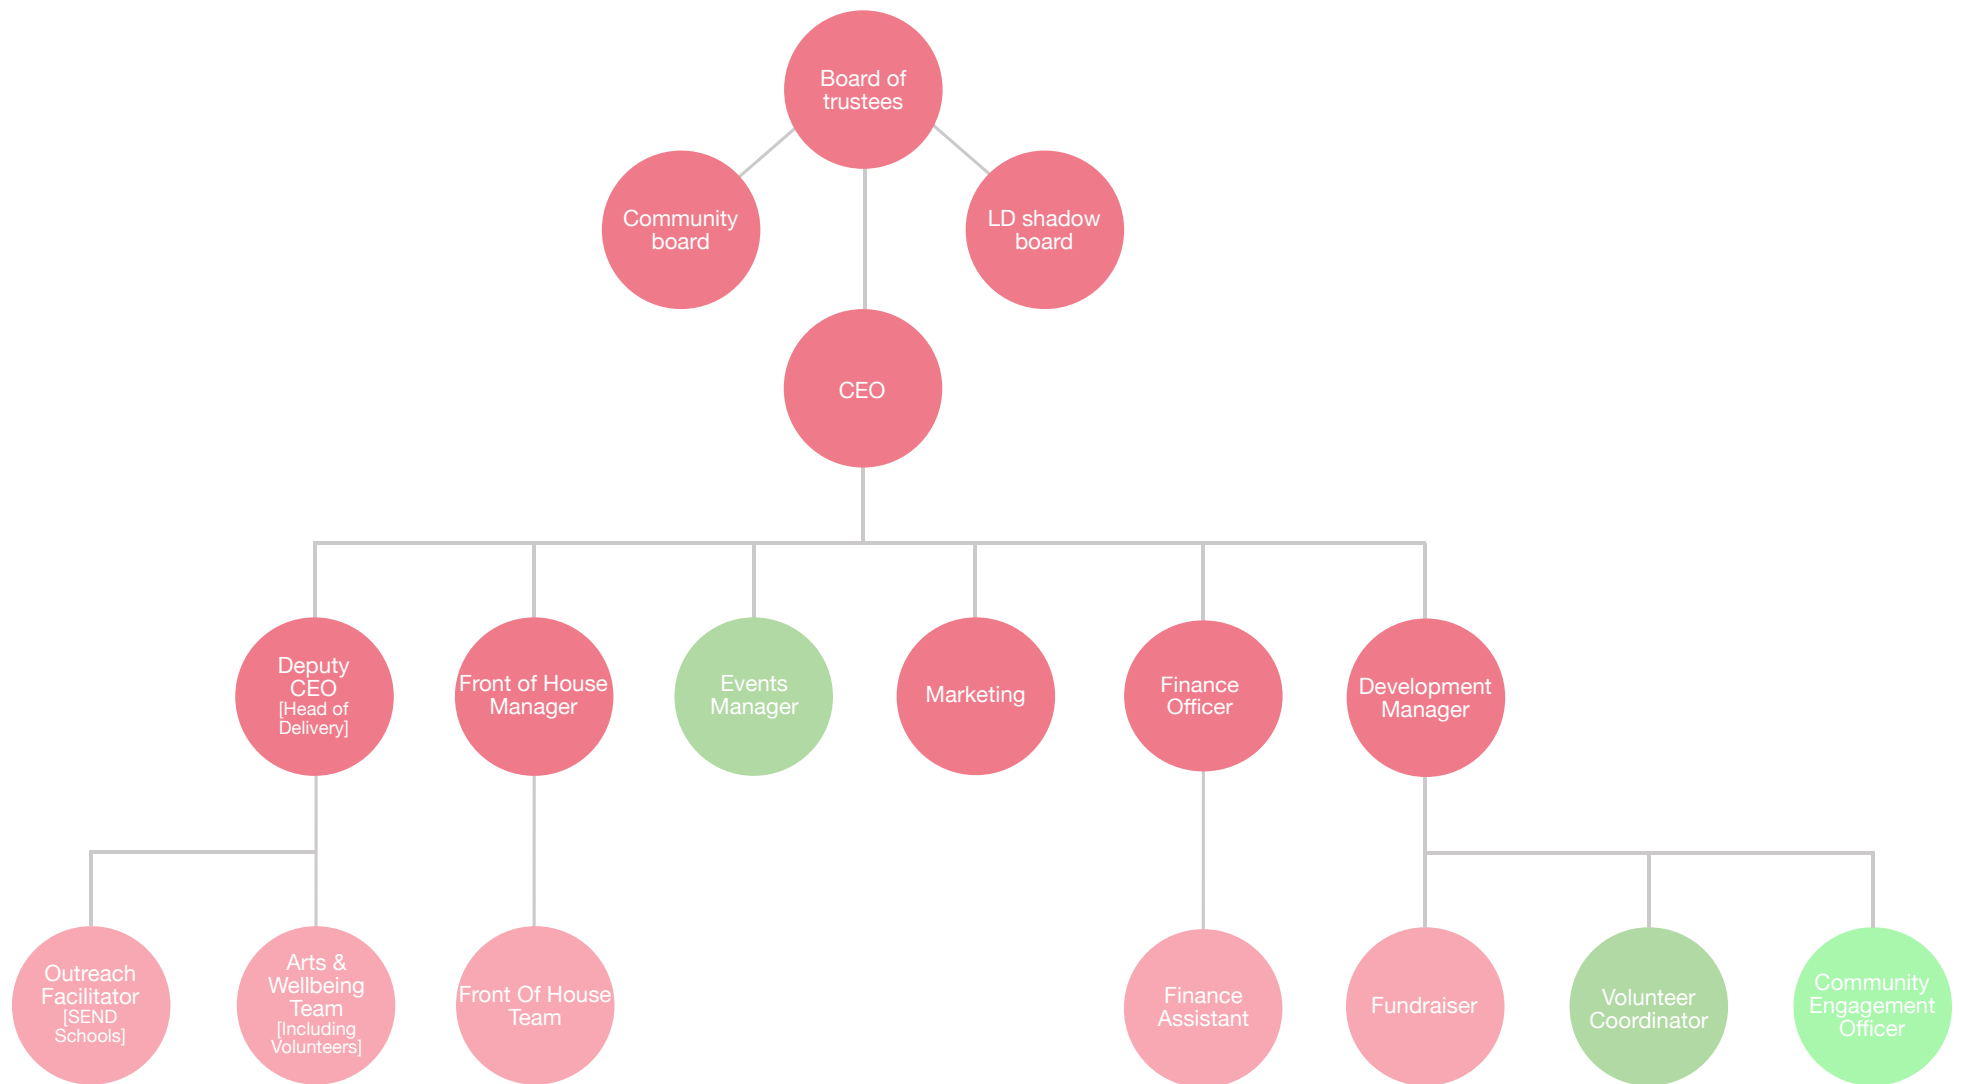 Board of
trustees
Community
board
LD shadow
board
CEO
Deputy
CEO
[Head of
Delivery]
Front of House
Manager
Events
Manager
Marketing
Finance
Officer
Development
Manager
Outreach
Facilitator
[SEND
Schools]
Arts &
Wellbeing
Team
[Including
Volunteers]
Front Of House
Team
Finance
Assistant
Fundraiser
Volunteer
Coordinator
Community
Engagement
Officer